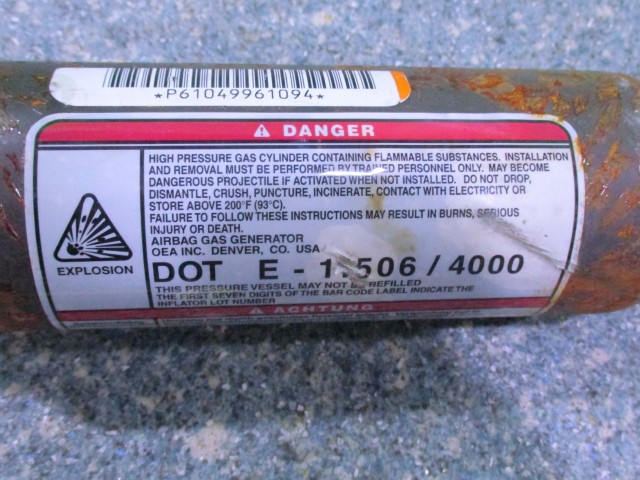 *P61049961094*
DANGER
HIGH PRESSURE GAS CYLINDER CONTAINING FLAMMABLE SUBSTANCES. INSTALLATION
AND REMOVAL MUST BE PERFORMED BY TRAINED PERSONNEL ONLY. MAY BECOME
DANGEROUS PROJECTILE IF ACTIVATED WHEN NOT INSTALLED. DO NOT DROP,
DISMANTLE, CRUSH, PUNCTURE, INCINERATE, CONTACT WITH ELECTRICITY OR
STORE ABOVE 200°F (93°C).
FAILURE TO FOLLOW THESE INSTRUCTIONS MAY RESULT IN BURNS, SERIOUS
INJURY OR DEATH.
AIRBAG GAS GENERATOR
OEA INC. DENVER, CO. USA
EXPLOSION
DOT E - 11506 / 4000
THIS PRESSURE VESSEL MAY NOT BE REFILLED
THE FIRST SEVEN DIGITS OF THE BAR CODE LABEL INDICATE THE
INFLATOR LOT NUMBER
ACHTUNG